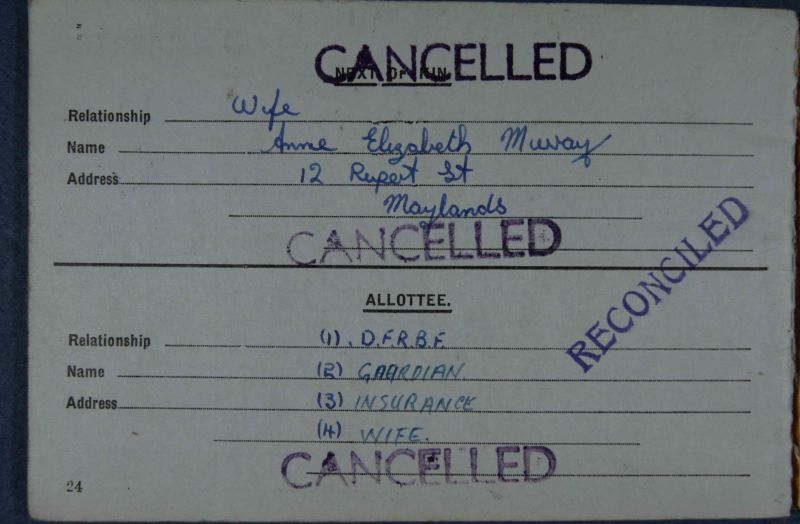 CANCELLED
NEXT OF KIN
Relationship Wife
Name Anne Elizabeth Murray
Address 12 Rupert St
Maylands
CANCELLED
RECONCILED
ALLOTTEE.
Relationship (1). D.F.R.B.F.
Name (2) GAARDIAN.
Address (3) INSURANCE
(4) WIFE.
CANCELLED
24